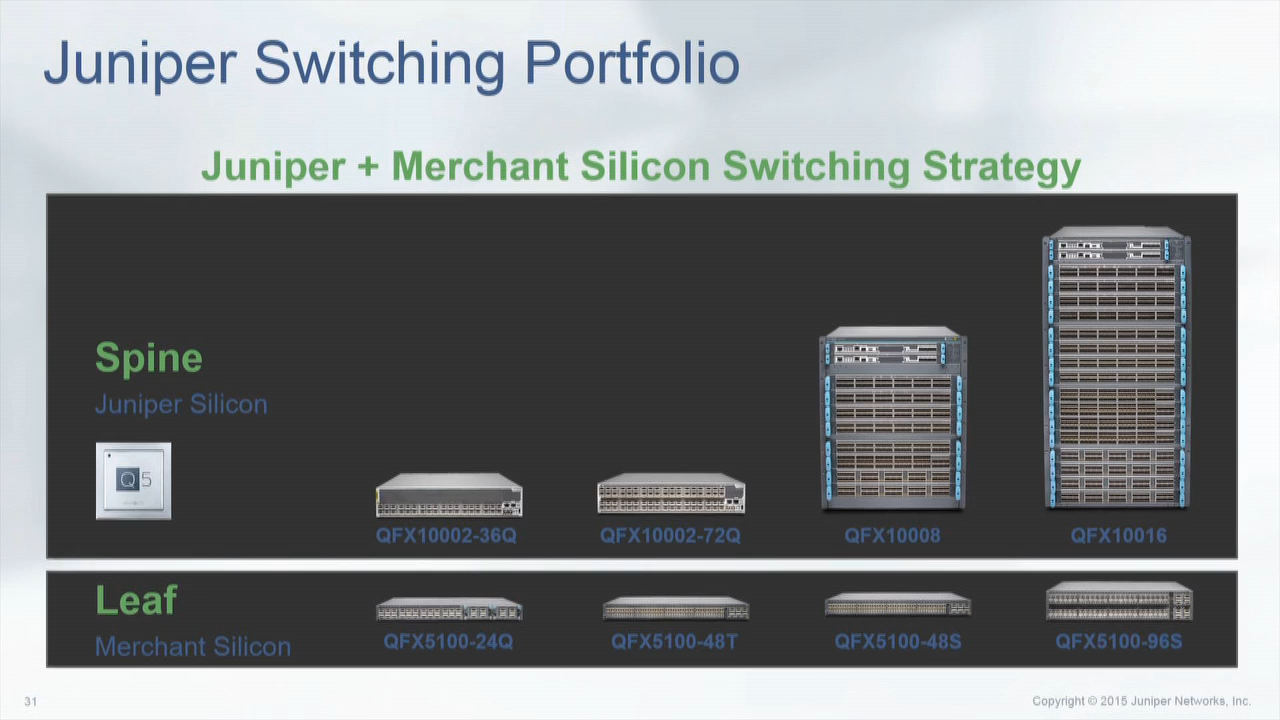 Juniper Switching Portfolio
Juniper + Merchant Silicon Switching Strategy
Spine
Juniper Silicon
Q5
QFX10002-36Q
QFX10002-72Q
QFX10008
QFX10016
Leaf
Merchant Silicon
QFX5100-24Q
QFX5100-48T
QFX5100-48S
QFX5100-96S
31
Copyright © 2015 Juniper Networks, Inc.